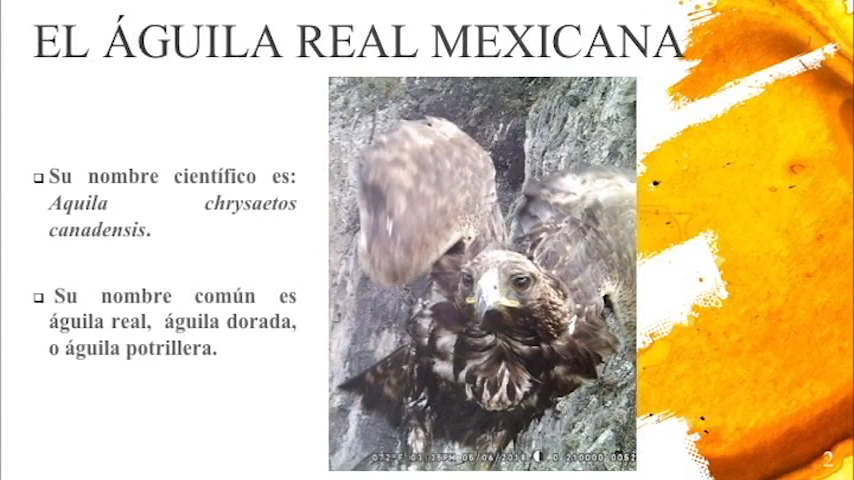 EL ÁGUILA REAL MEXICANA
Su nombre científico es:
Aquila chrysaetos
canadensis.
Su nombre común es
águila real, águila dorada,
o águila potrillera.
2